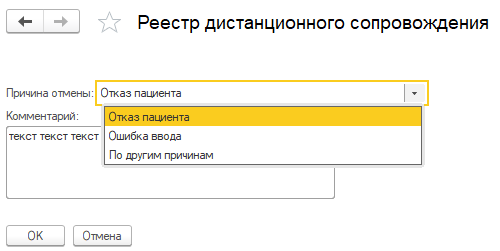 Реестр дистанционного сопровождения
Причина отмены: Отказ пациента
Отказ пациента
Комментарий:
текст текст текст
Ошибка ввода
По другим причинам
OK Отмена